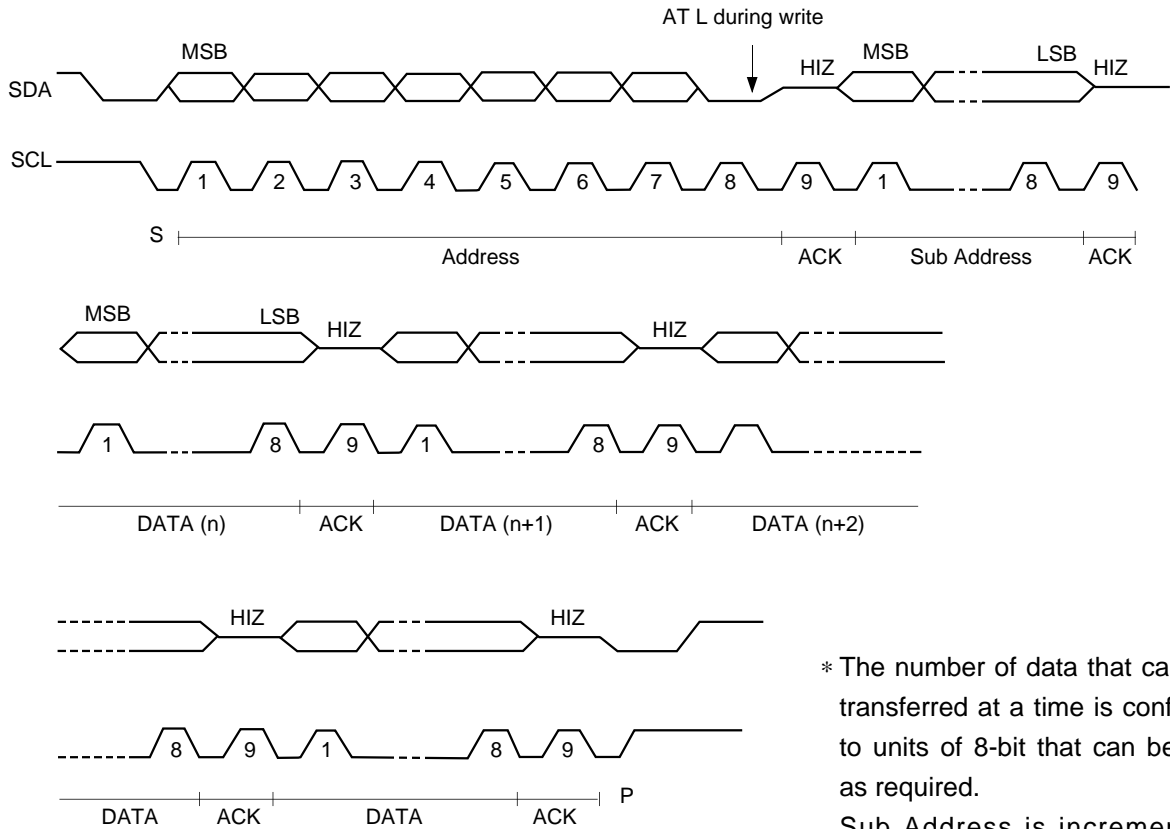 AT L during write
MSB HIZ MSB LSB HIZ
SDA
SCL
1 2 3 4 5 6 7 8 9 1 8 9
S
Address ACK Sub Address ACK
MSB LSB HIZ HIZ
1 8 9 1 8 9
DATA (n) ACK DATA (n+1) ACK DATA (n+2)
HIZ HIZ
8 9 1 8 9
P
DATA ACK DATA ACK
* The number of data that ca
transferred at a time is conf
to units of 8-bit that can be
as required.
Sub Address is incremen